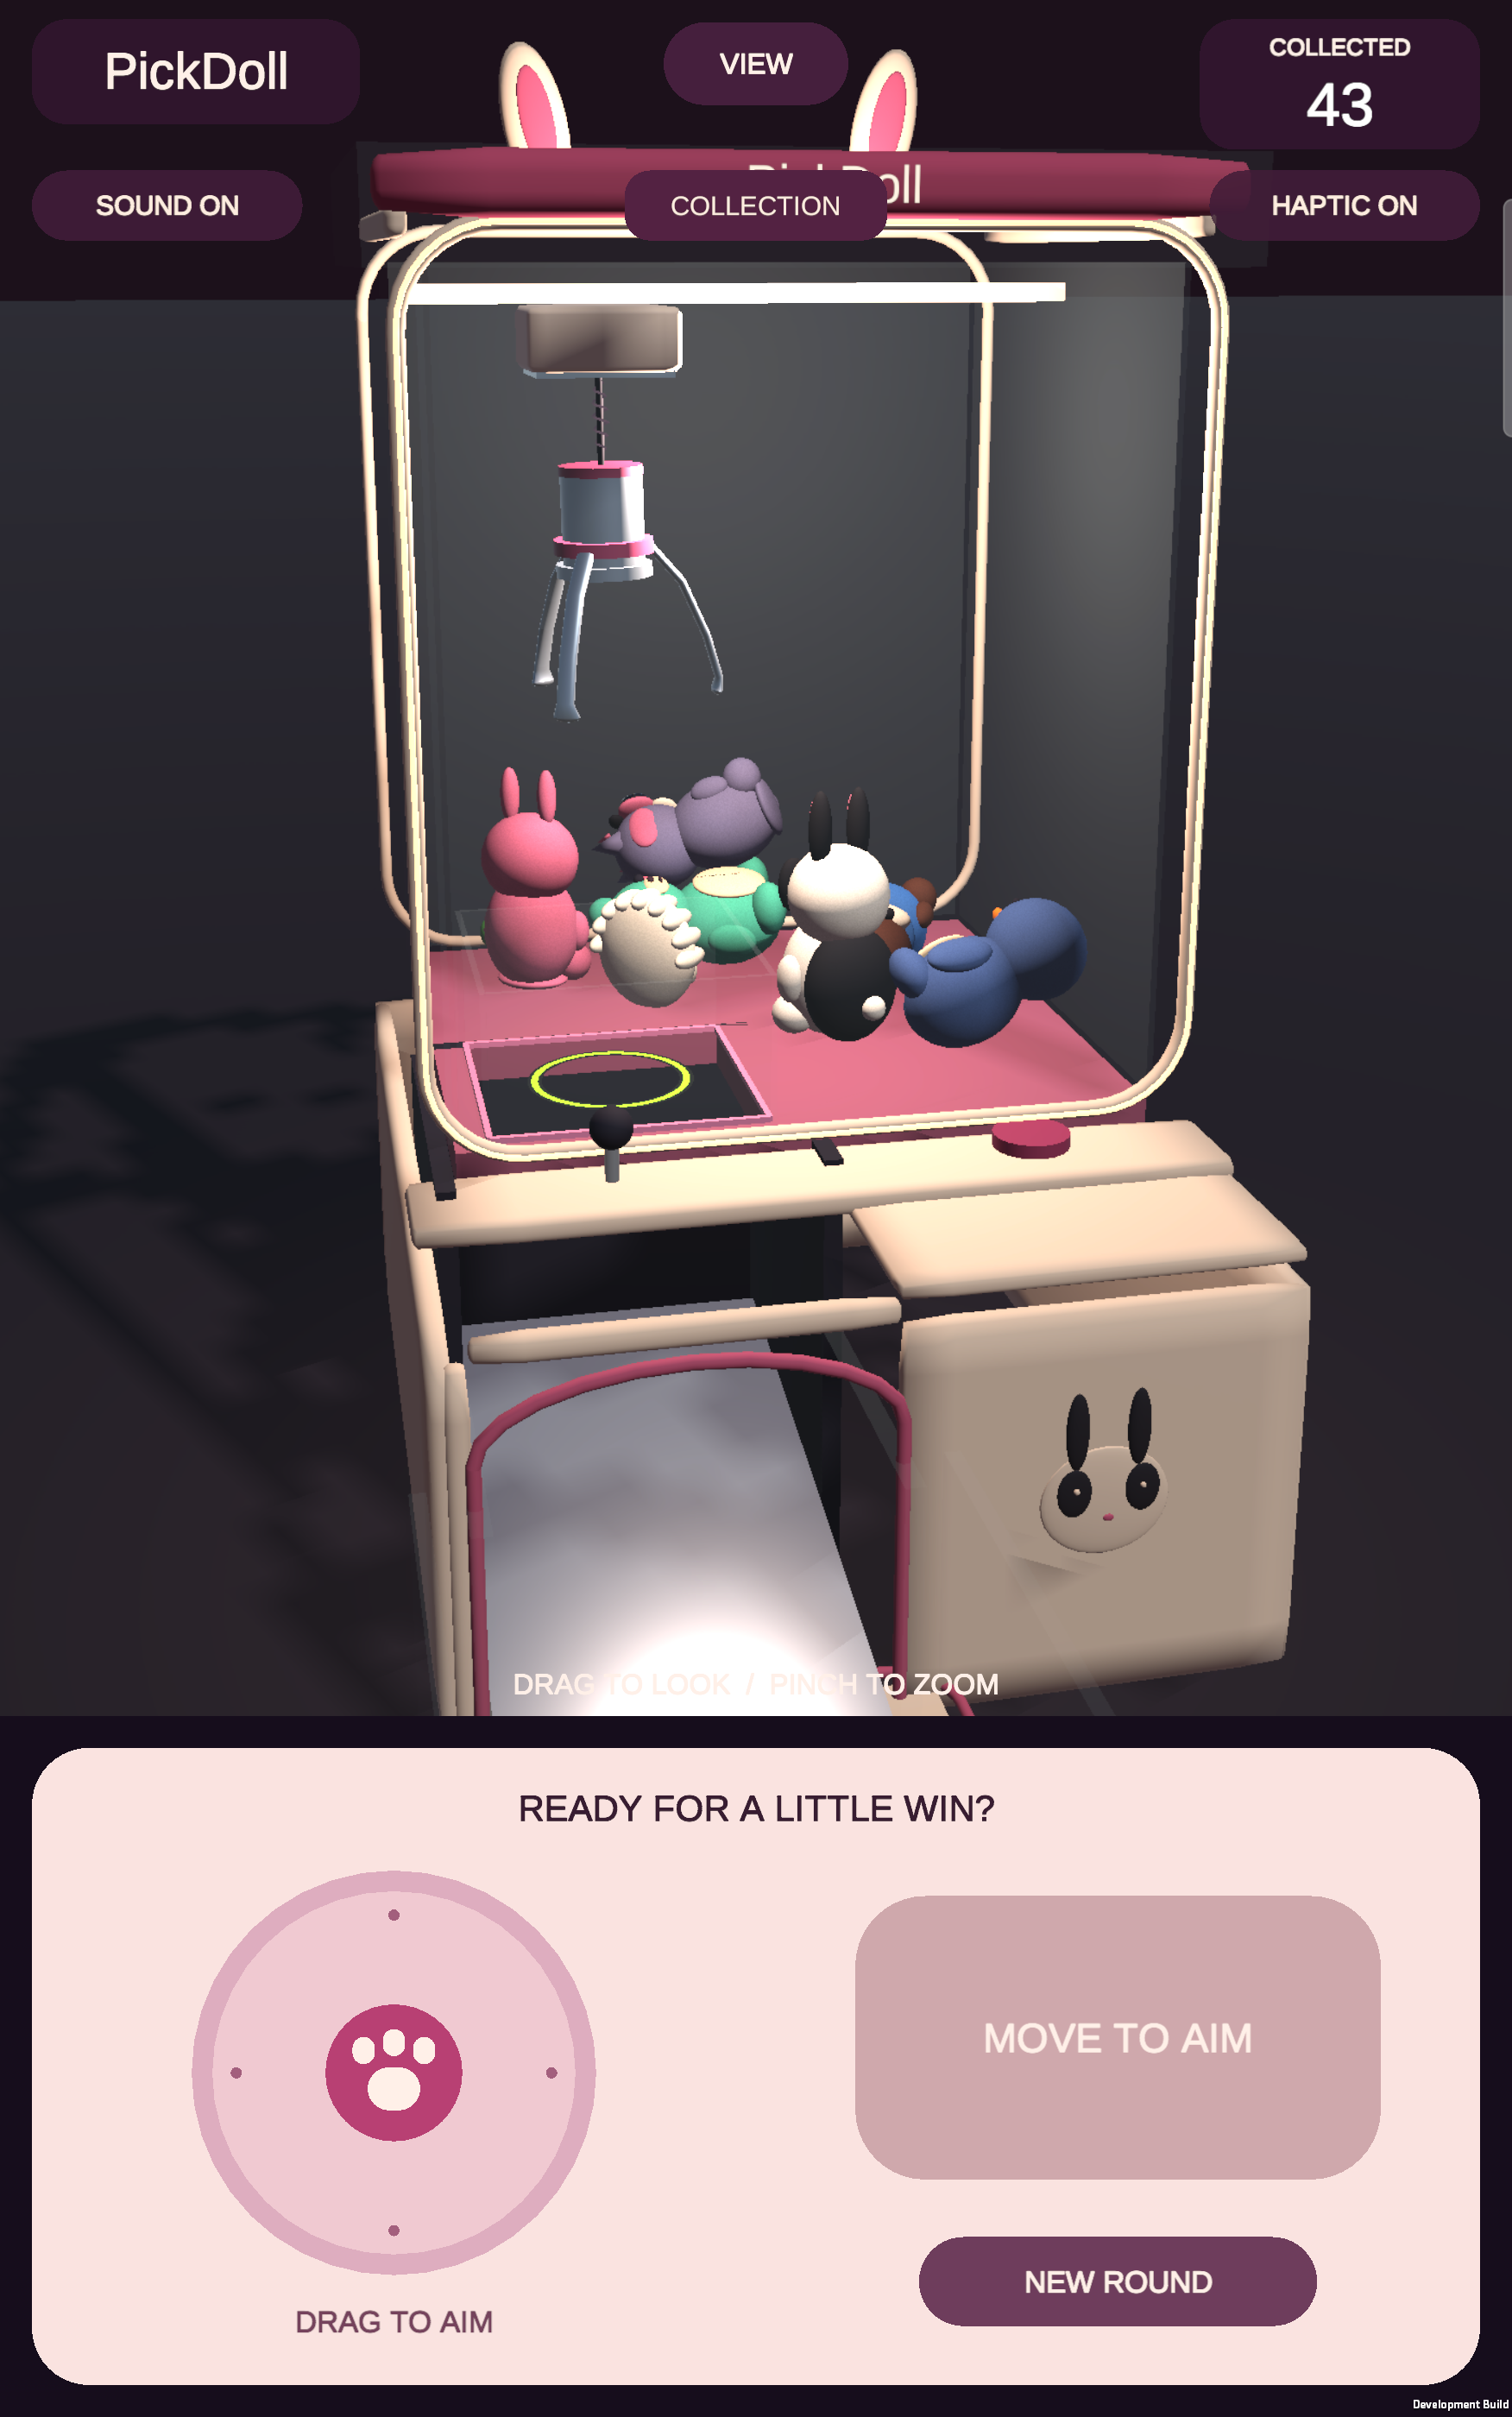 PickDoll
VIEW
COLLECTED
43
PickDoll
SOUND ON
COLLECTION
HAPTIC ON
DRAG TO LOOK / PINCH TO ZOOM
READY FOR A LITTLE WIN?
MOVE TO AIM
NEW ROUND
DRAG TO AIM
Development Build